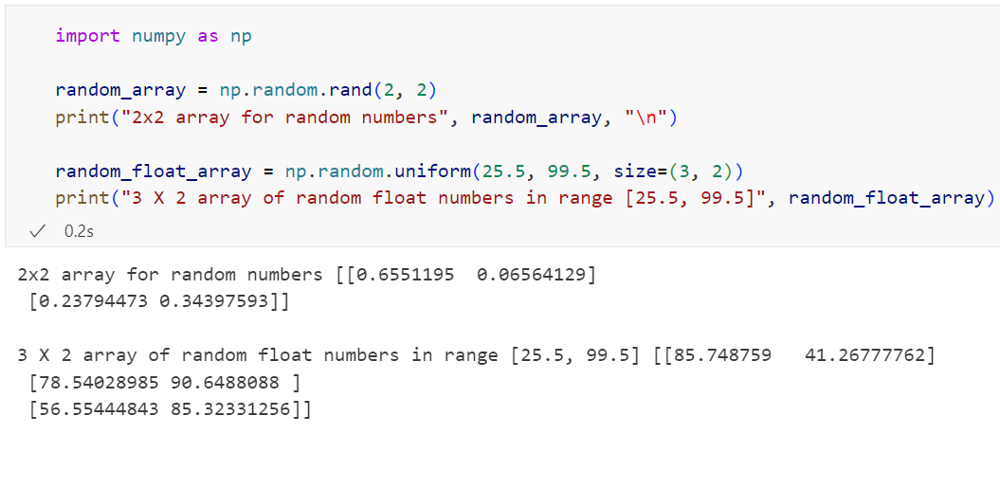 import numpy as np
random_array = np.random.rand(2, 2)
print("2x2 array for random numbers", random_array, "\n")
random_float_array = np.random.uniform(25.5, 99.5, size=(3, 2))
print("3 X 2 array of random float numbers in range [25.5, 99.5]", random_float_array)
0.2s
2x2 array for random numbers [[0.6551195  0.06564129]
 [0.23794473 0.34397593]]
3 X 2 array of random float numbers in range [25.5, 99.5] [[85.748759   41.26777762]
 [78.54028985 90.6488088 ]
 [56.55444843 85.32331256]]